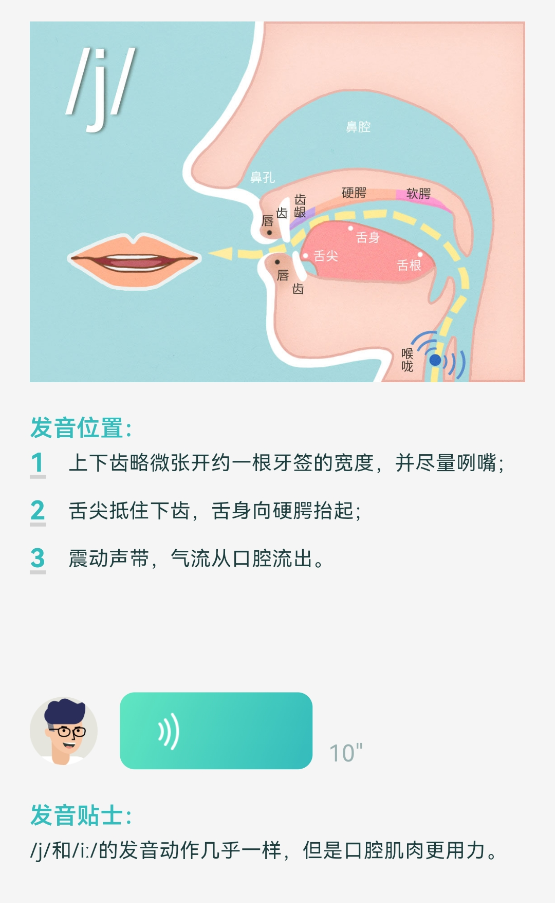 /j/
鼻腔
鼻孔
齿龈
硬腭
软腭
唇
齿
舌身
舌尖
舌根
唇
齿
喉咙
发音位置：
1 上下齿略微张开约一根牙签的宽度，并尽量咧嘴；
2 舌尖抵住下齿，舌身向硬腭抬起；
3 震动声带，气流从口腔流出。
10"
发音贴士：
/j/和/i:/的发音动作几乎一样，但是口腔肌肉更用力。